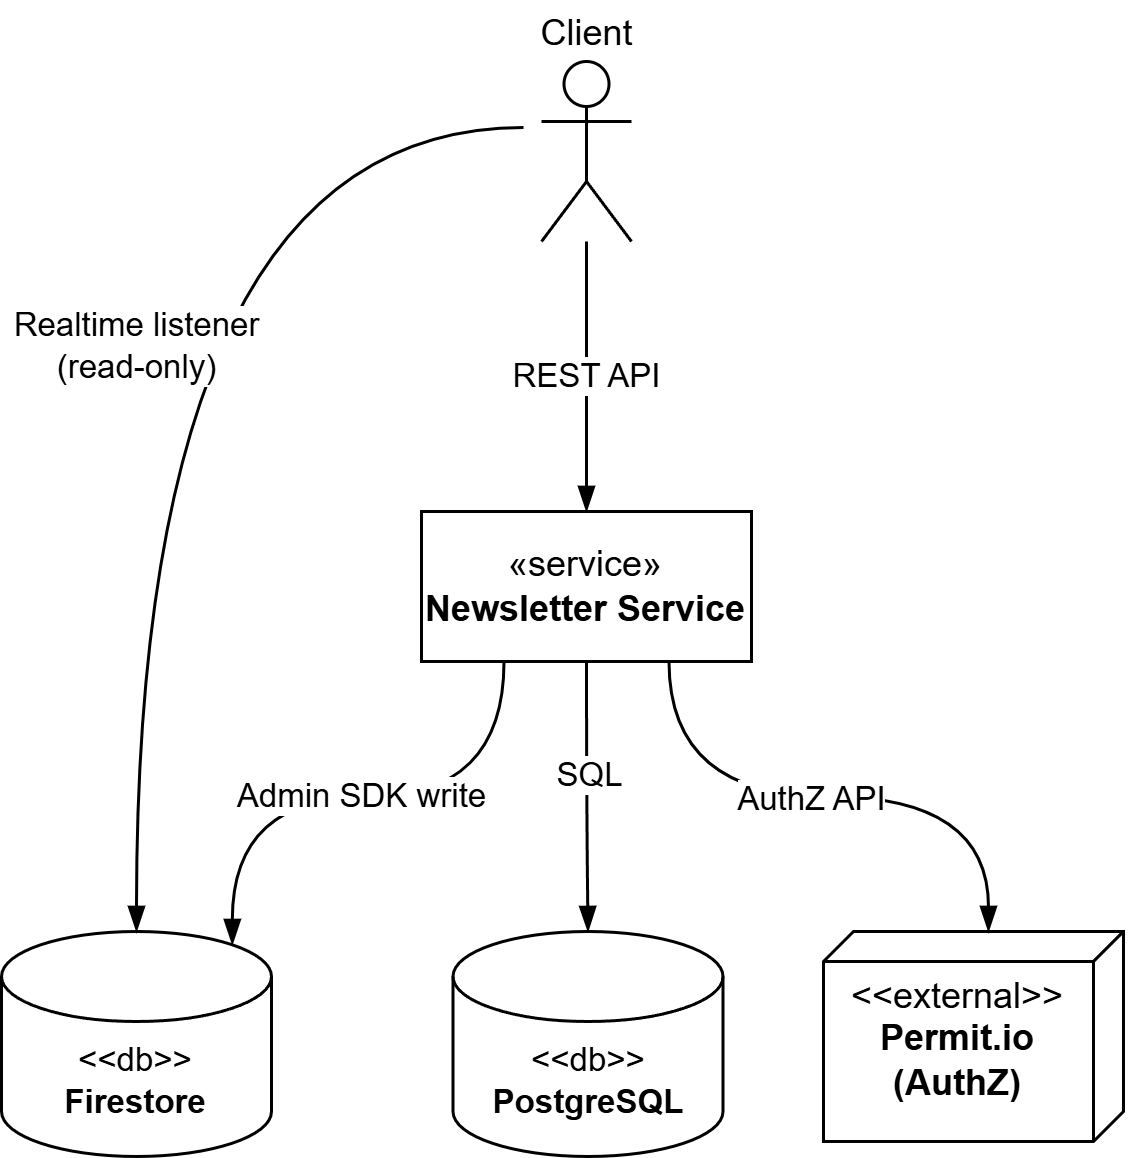 Client
Realtime listener
(read-only)
REST API
«service»
Newsletter Service
Admin SDK write
SQL
AuthZ API
<<db>>
Firestore
<<db>>
PostgreSQL
<<external>>
Permit.io
(AuthZ)